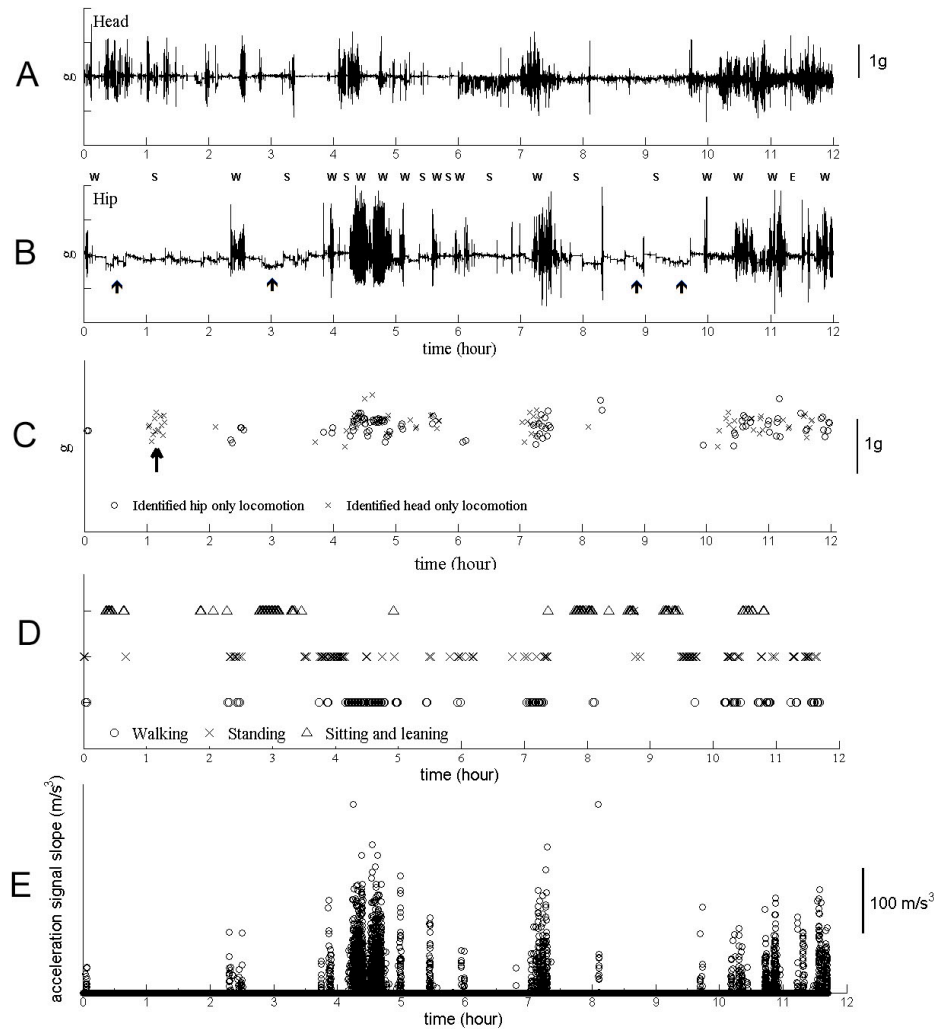 Head
A
g
1g
0 1 2 3 4 5 6 7 8 9 10 11 12
W S W S W S W W W S W S W S W S S W W W E W
Hip
B
g
0 1 2 3 4 5 6 7 8 9 10 11 12
time (hour)
C
g
1g
○ Identified hip only locomotion × Identified head only locomotion
0 1 2 3 4 5 6 7 8 9 10 11 12
time (hour)
D
○ Walking × Standing △ Sitting and leaning
0 1 2 3 4 5 6 7 8 9 10 11 12
time (hour)
E
acceleration signal slope (m/s³)
100 m/s³
0 1 2 3 4 5 6 7 8 9 10 11 12
time (hour)